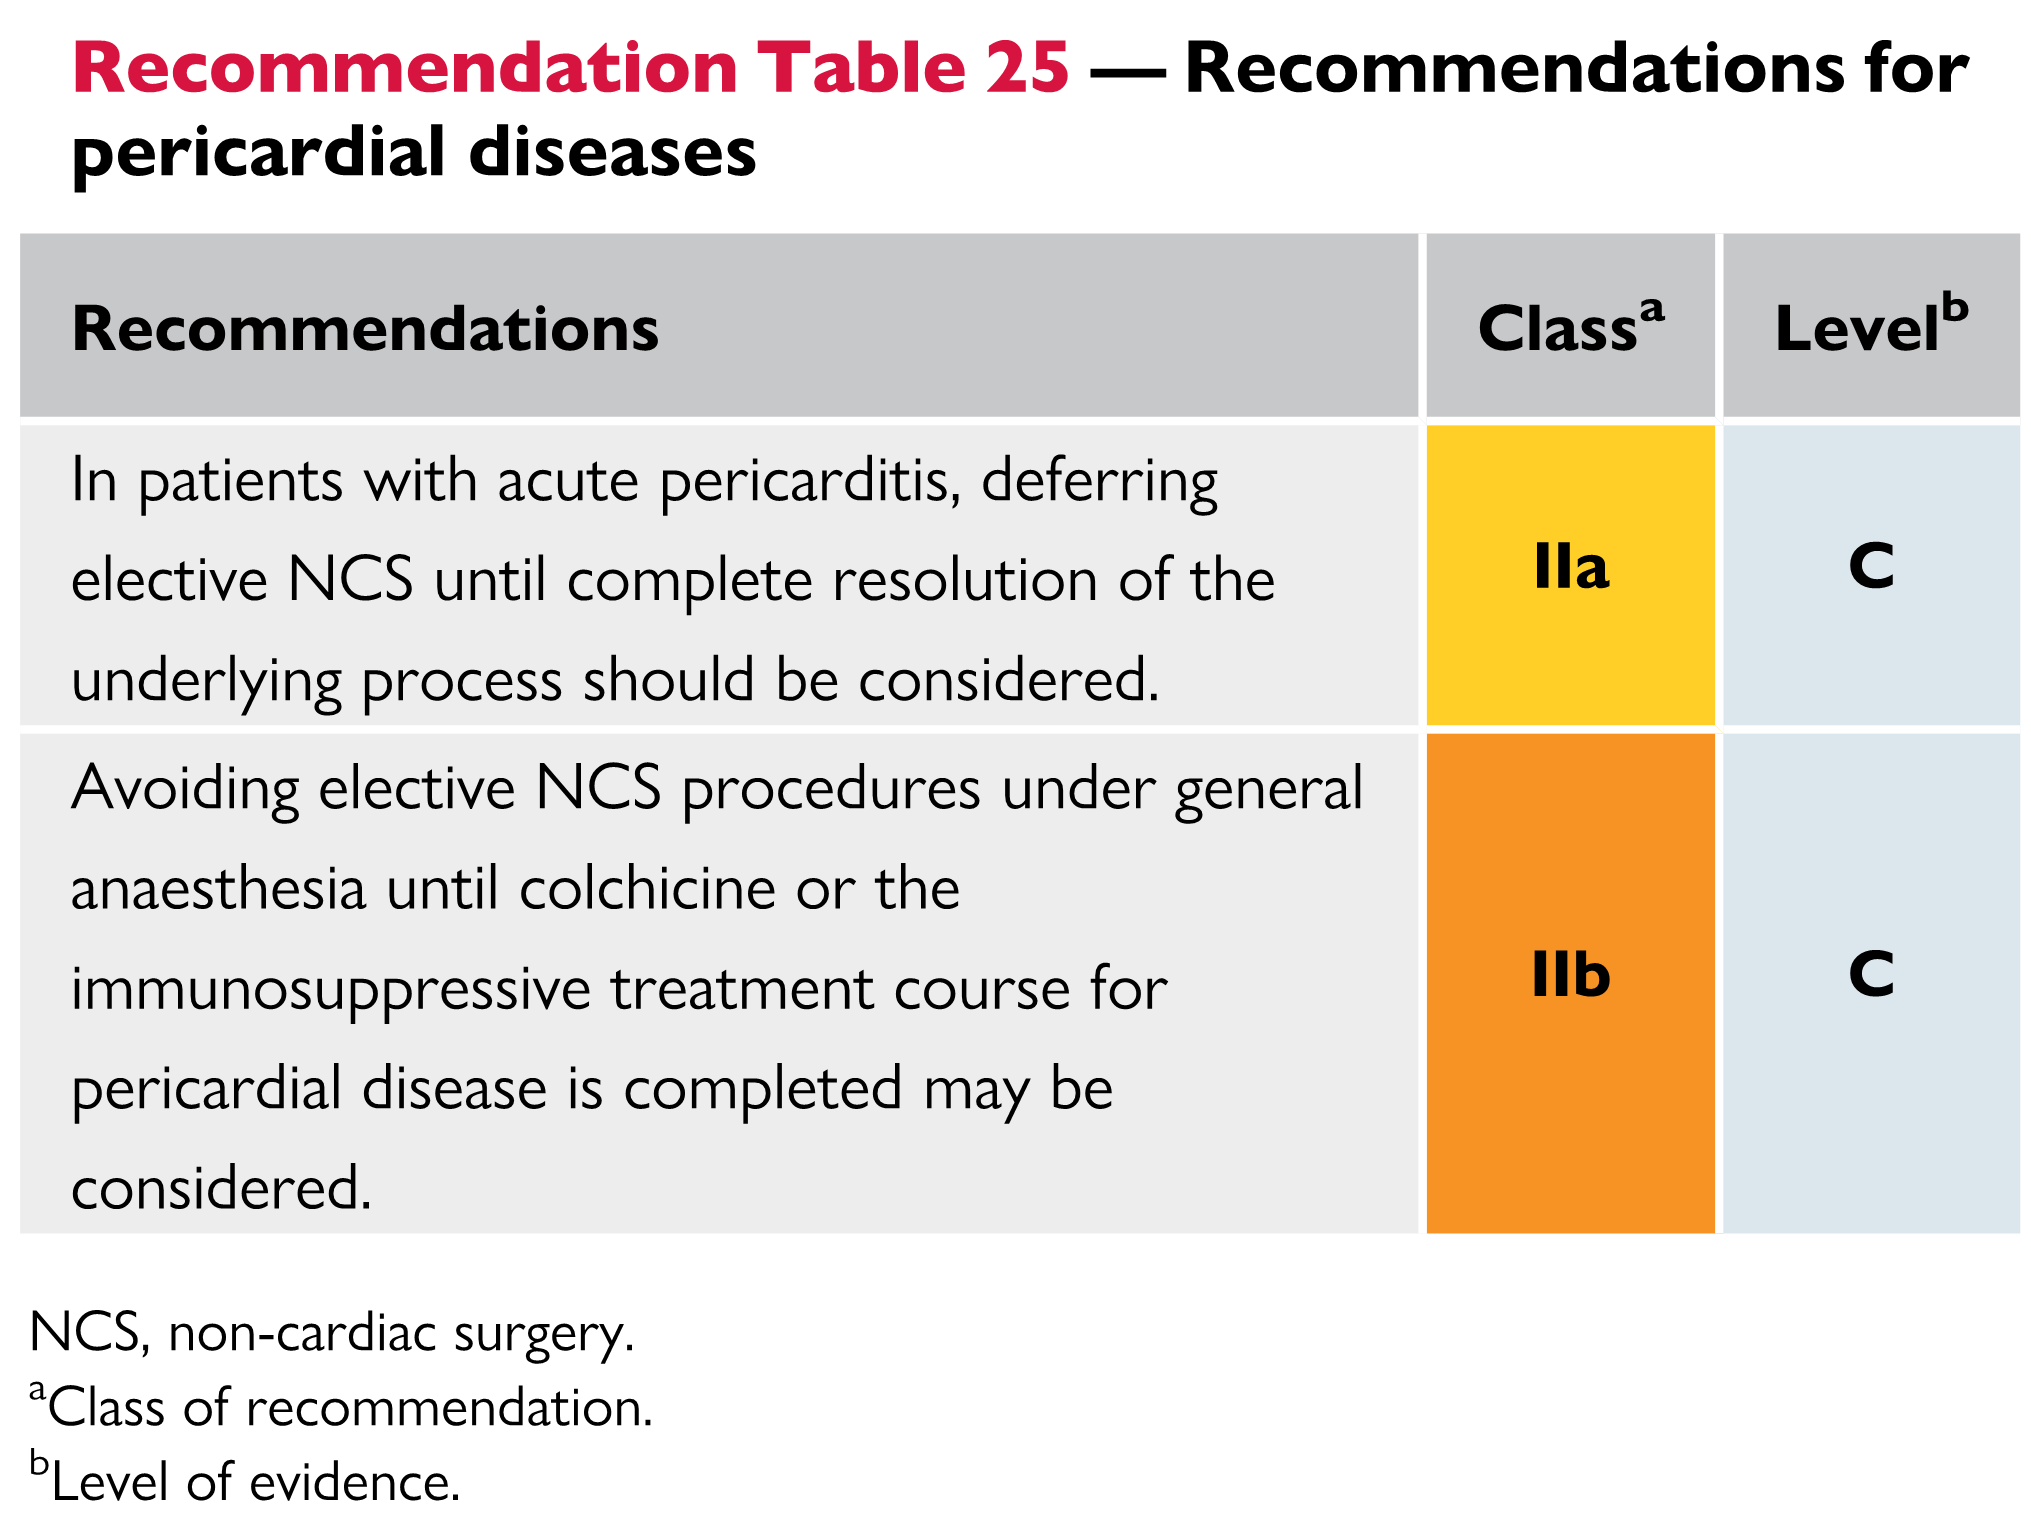 Recommendation Table 25 — Recommendations for
pericardial diseases
Recommendations Classᵃ Levelᵇ
In patients with acute pericarditis, deferring
elective NCS until complete resolution of the
underlying process should be considered.
IIa C
Avoiding elective NCS procedures under general
anaesthesia until colchicine or the
immunosuppressive treatment course for
pericardial disease is completed may be
considered.
IIb C
NCS, non-cardiac surgery.
ᵃClass of recommendation.
ᵇLevel of evidence.